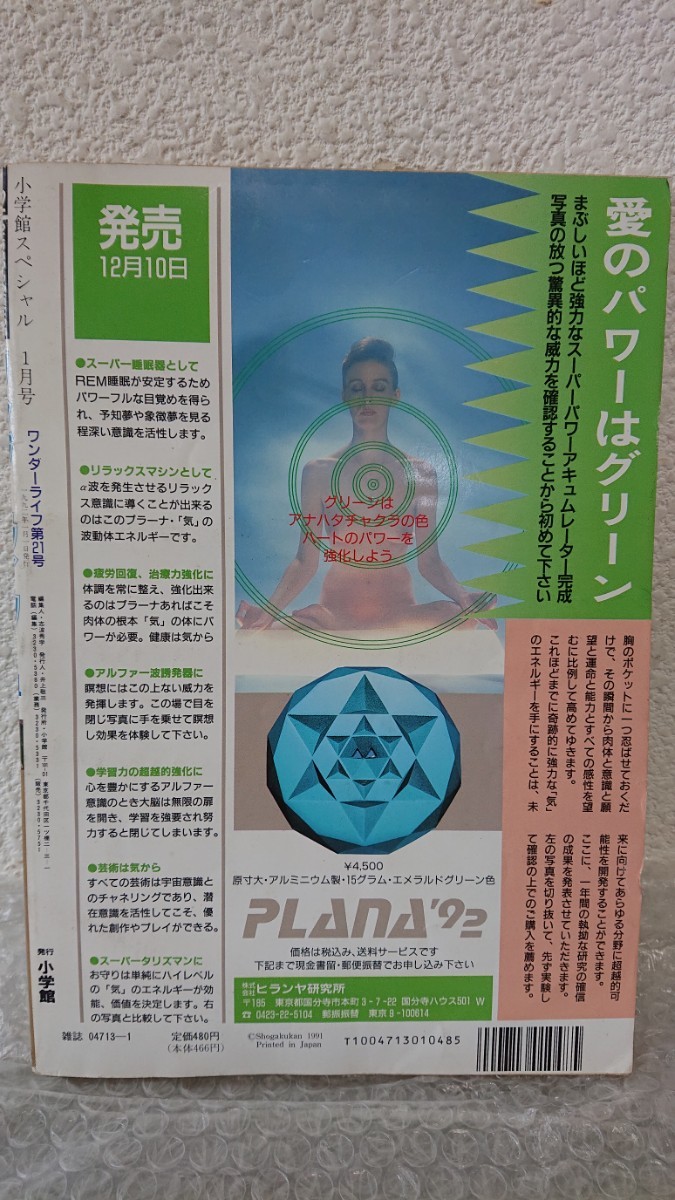 愛のパワーはグリーン
まぶしいほど強力なスーパーパワーアキュムレーター完成
写真の放つ驚異的な威力を確認することから初めて下さい
発売
12月10日
●スーパー睡眠器として
REM睡眠が安定するため
パワーフルな目覚めを得ら
れ、予知夢や象徴夢を見る
程深い意識を活性します。
●リラックスマシンとして
α波を発生させるリラック
ス意識に導くことが出来る
のはこのプラーナ・「気」の
波動体エネルギーです。
●疲労回復、治療力強化に
体調を常に整え、強化出来
るのはプラーナあればこそ
肉体の根本「気」の体にパ
ワーが必要。健康は気から
●アルファー波誘発器に
瞑想にはこの上ない威力を
発揮します。この場で目を
閉じ写真に手を乗せて瞑想
し効果を体験して下さい。
●学習力の超越的強化に
心を豊かにするアルファー
意識のとき大脳は無限の扉
を開き、学習を強要され努
力すると閉じてしまいます。
●芸術は気から
すべての芸術は宇宙意識と
のチャネリングであり、潜
在意識を活性してこそ、優
れた創作やプレイができる。
●スーパータリズマンに
お守りは単純にハイレベル
の「気」のエネルギーが効
能、価値を決定します。右
の写真と比較して下さい。
グリーンは
アナハタチャクラの色
ハートのパワーを
強化しよう
胸のポケットに一つ忍ばせておくだ
けで、その瞬間から肉体と意識と願
望と運命と能力とすべての感性を望
むに比例して高めてゆきます。
これほどまでに奇跡的に強力な「気」
のエネルギーを手にすることは、未
来に向けてあらゆる分野に超越的可
能性を開発することができます。
ここに、一年間の執拗な研究の確信
の成果を発表させていただきます。
左の写真を切り抜いて、先ず実験し
て確認の上でのご購入を薦めます。
¥4,500
原寸大・アルミニウム製・15グラム・エメラルドグリーン色
PLANA'92
価格は税込み、送料サービスです
下記まで現金書留・郵便振替でお申し込み下さい
株式会社 ヒランヤ研究所
〒185 東京都国分寺市本町3-7-22 国分寺ハウス501 W
☎ 0423-22-5104 郵振振替 東京9-100614
小学館スペシャル 1月号
ワンダーライフ第21号
発行 小学館
雑誌 04713-1
定価480円
(本体466円)
©Shogakukan 1991
Printed in Japan
T1004713010485